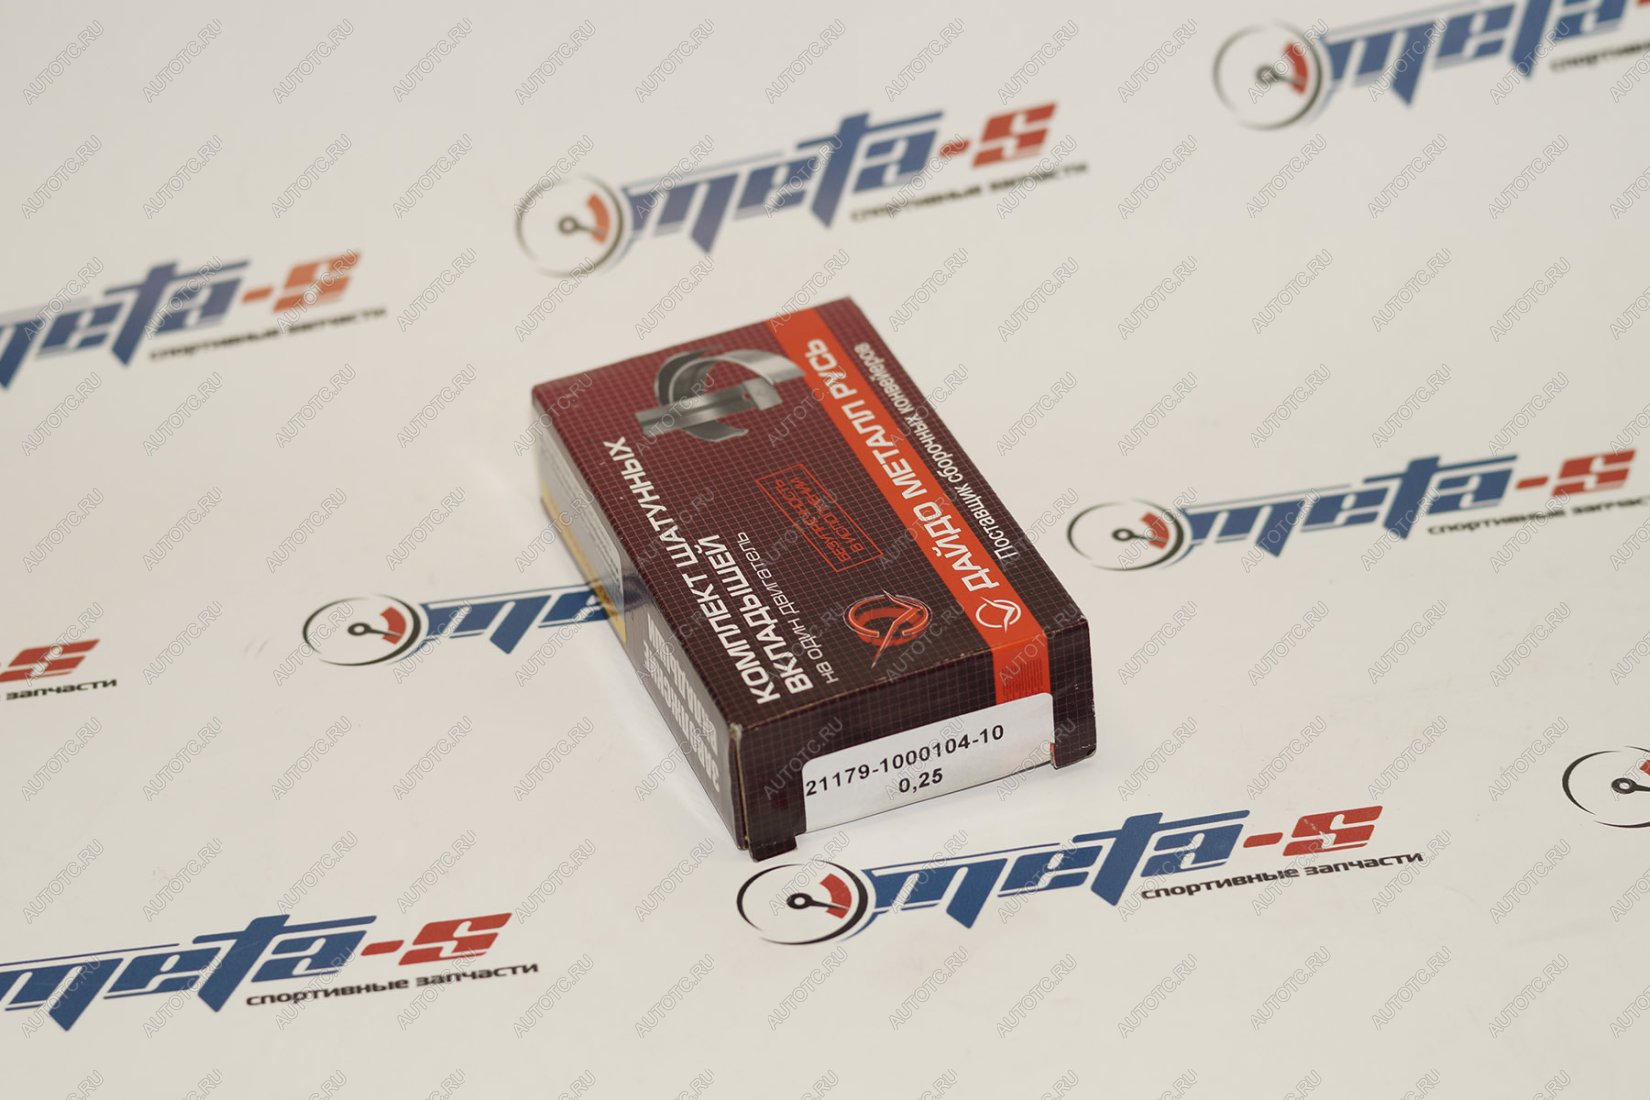 meta-s
спортивные запчасти
ДАЙДО МЕТАЛЛ РУСЬ
Поставщик сборочных конвейеров
КОМПЛЕКТ ШАТУННЫХ
ВКЛАДЫШЕЙ
на один двигатель
21179-1000104-10
0,25
AUTOTC.RU